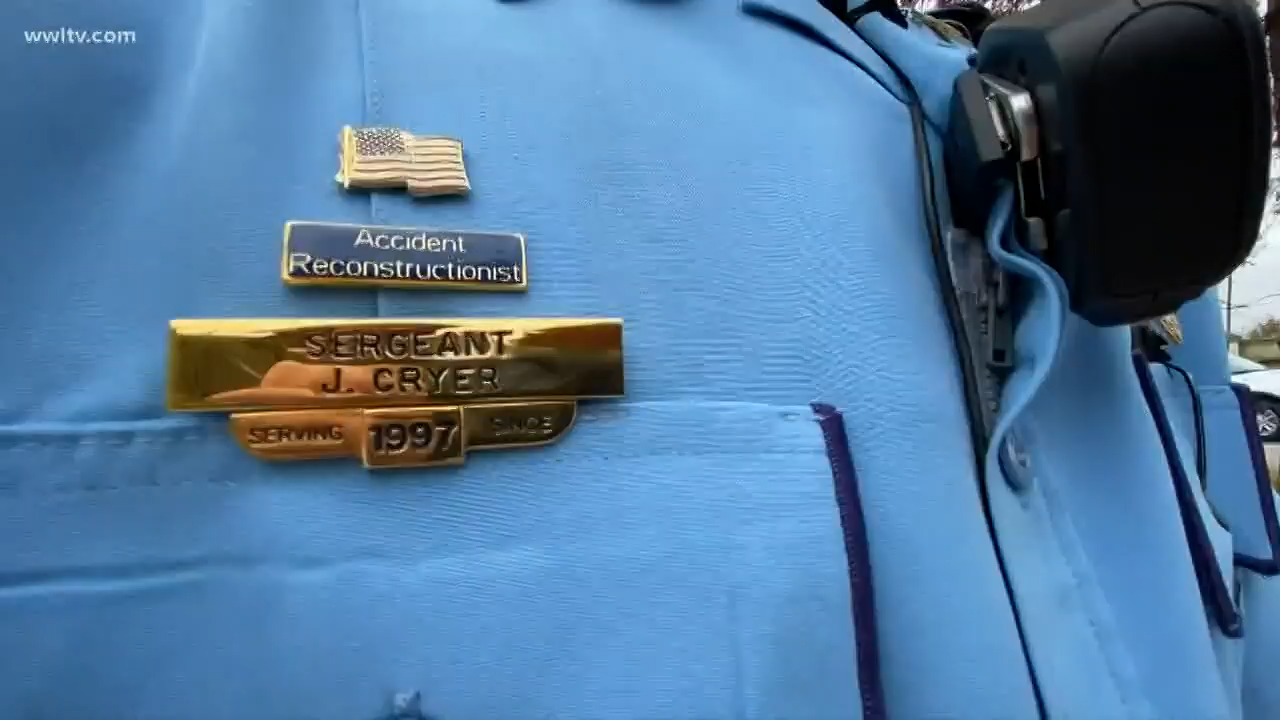 wwltv.com
Accident
Reconstructionist
SERGEANT
J. CRYER
SERVING 1997 SINCE